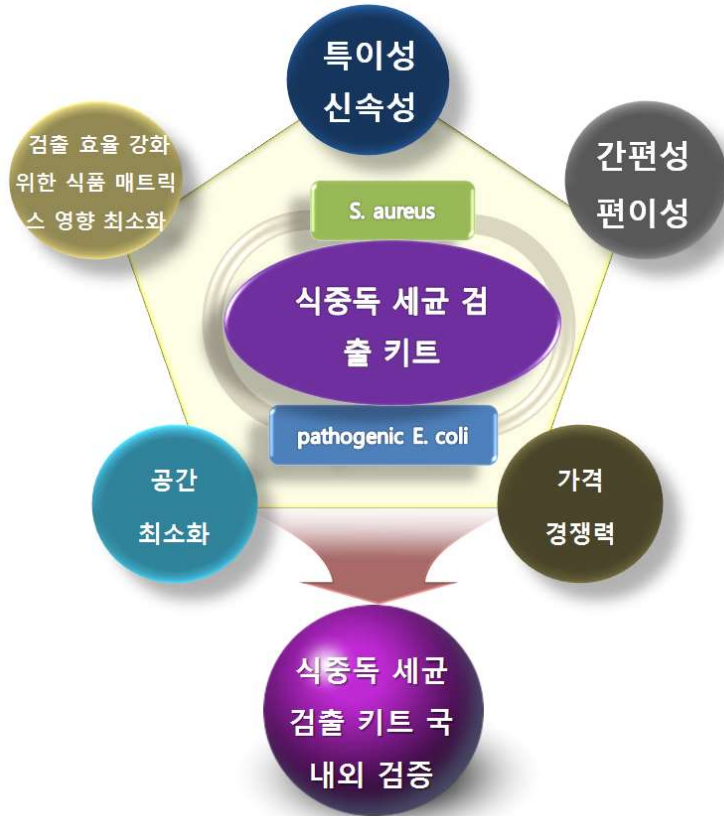 특이성
신속성
검출 효율 강화
위한 식품 매트릭
스 영향 최소화
간편성
편이성
S. aureus
식중독 세균 검
출 키트
pathogenic E. coli
공간
최소화
가격
경쟁력
식중독 세균
검출 키트 국
내외 검증